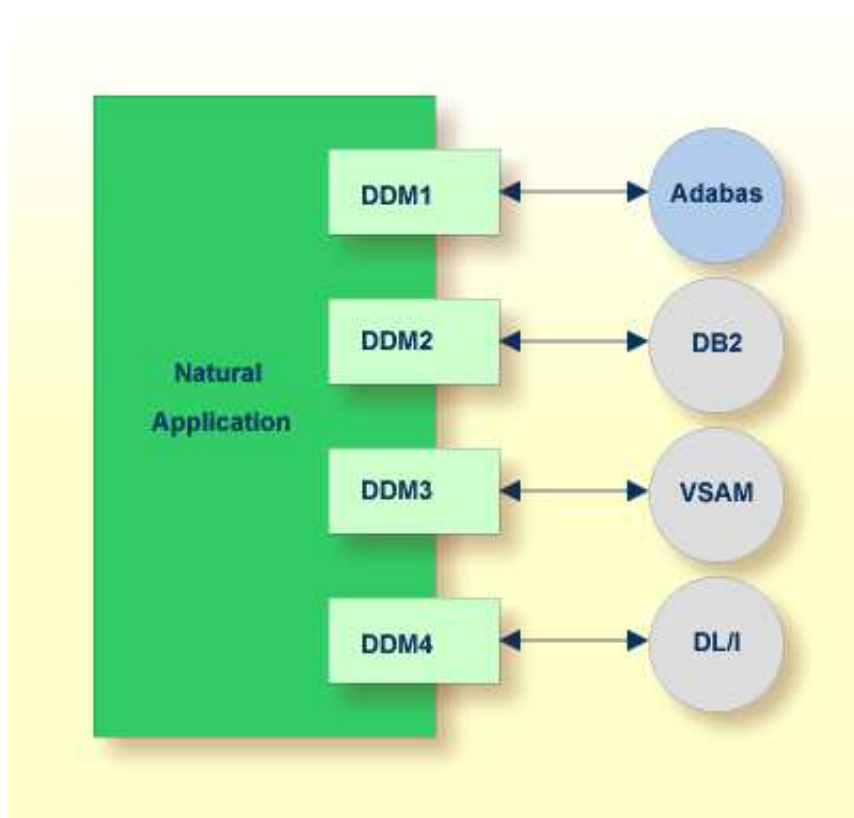 DDM1
Adabas
DDM2
DB2
Natural
Application
DDM3
VSAM
DDM4
DL/I